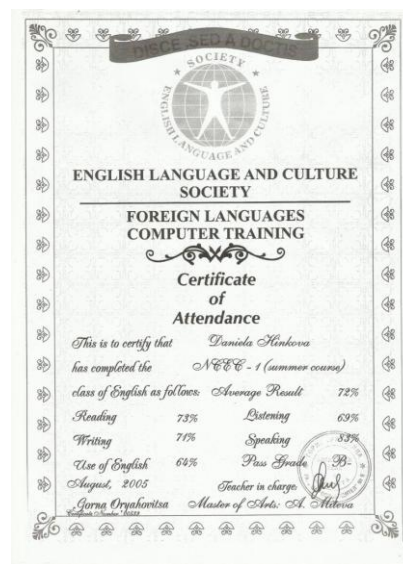 DISCE, SED A DOCTIS
SOCIETY
ENGLISH LANGUAGE AND CULTURE
ENGLISH LANGUAGE AND CULTURE
SOCIETY
FOREIGN LANGUAGES
COMPUTER TRAINING
Certificate
of
Attendance
This is to certify that Daniela Hinkova
has completed the NCEC - 1 (summer course)
class of English as follows: Average Result 72%
Reading 73% Listening 69%
Writing 71% Speaking 83%
Use of English 64% Pass Grade B-
August, 2005 Teacher in charge:
Gorna Oryahovitsa Master of Arts: A. Miteva
Certificate Number